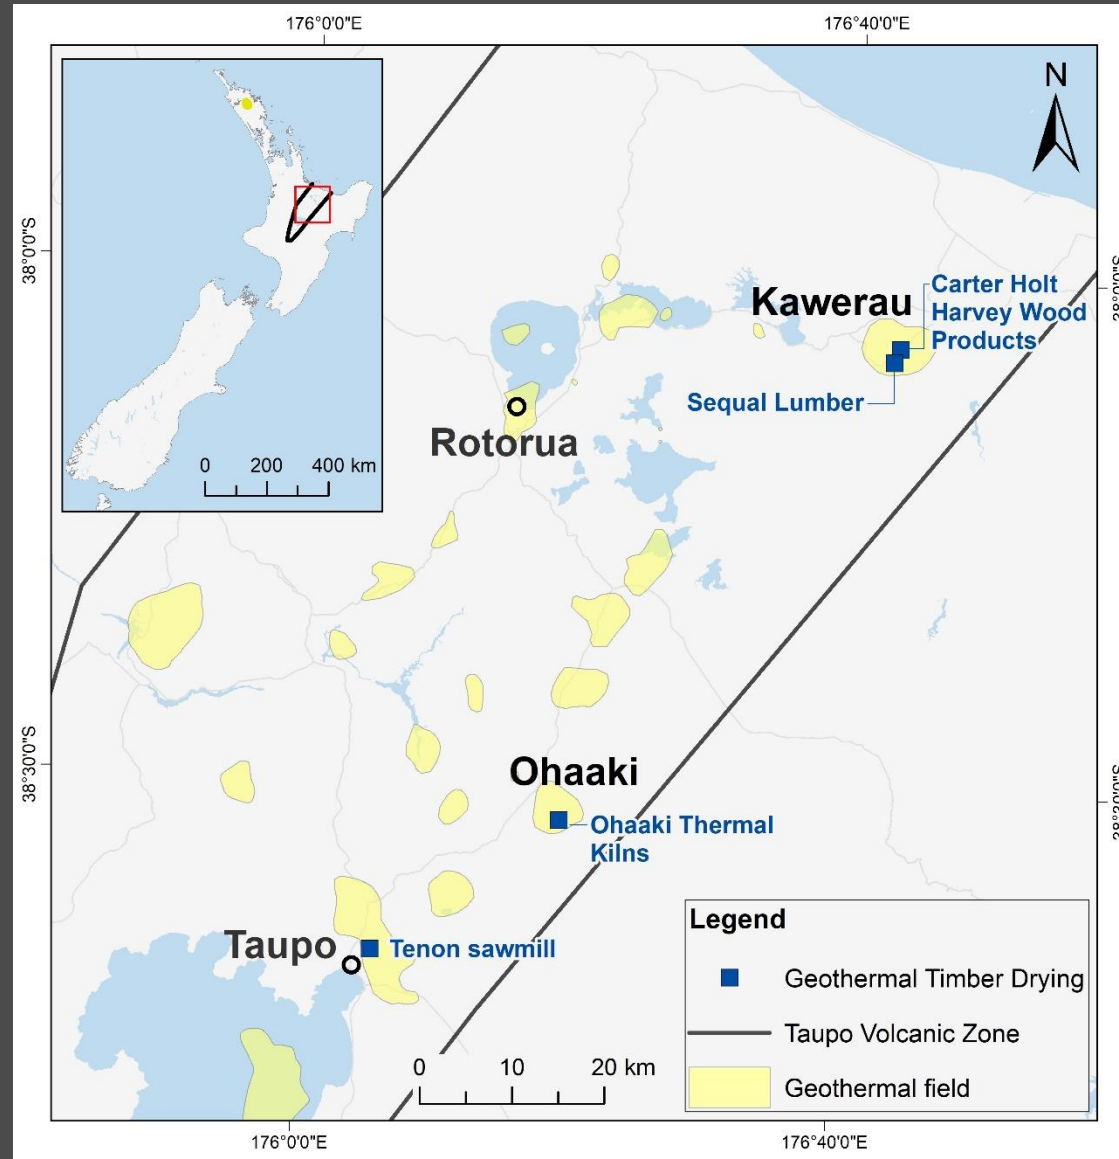 176°0'0"E
176°40'0"E
N
38°0'0"S
0
200
400 km
Kawerau
Carter Holt
Harvey Wood
Products
Sequal Lumber
Rotorua
38°30'0"S
Ohaaki
Ohaaki Thermal
Kilns
Taupo
Tenon sawmill
0
10
20 km
Legend
Geothermal Timber Drying
Taupo Volcanic Zone
Geothermal field
176°0'0"E
176°40'0"E